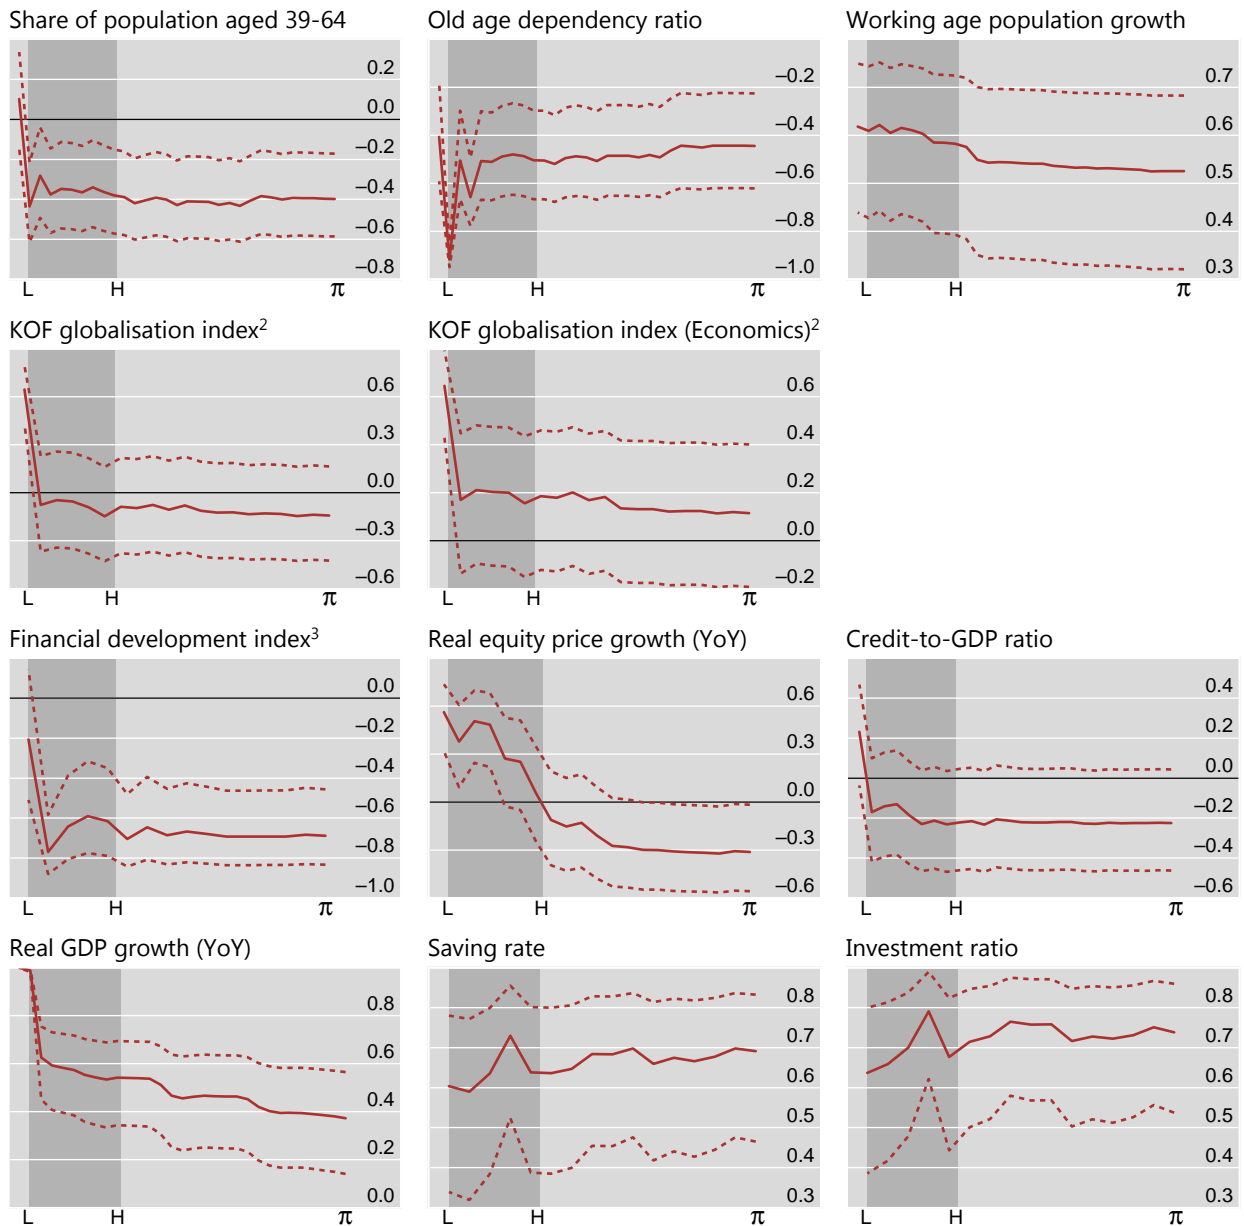 Share of population aged 39-64
Old age dependency ratio
Working age population growth
0.2
0.0
−0.2
−0.4
−0.6
−0.8
L H π
−0.2
−0.4
−0.6
−0.8
−1.0
L H π
0.7
0.6
0.5
0.4
0.3
L H π
KOF globalisation index²
KOF globalisation index (Economics)²
0.6
0.3
0.0
−0.3
−0.6
L H π
0.6
0.4
0.2
0.0
−0.2
L H π
Financial development index³
Real equity price growth (YoY)
Credit-to-GDP ratio
0.0
−0.2
−0.4
−0.6
−0.8
−1.0
L H π
0.6
0.3
0.0
−0.3
−0.6
L H π
0.4
0.2
0.0
−0.2
−0.4
−0.6
L H π
Real GDP growth (YoY)
Saving rate
Investment ratio
0.8
0.6
0.4
0.2
0.0
L H π
0.8
0.7
0.6
0.5
0.4
0.3
L H π
0.8
0.7
0.6
0.5
0.4
0.3
L H π